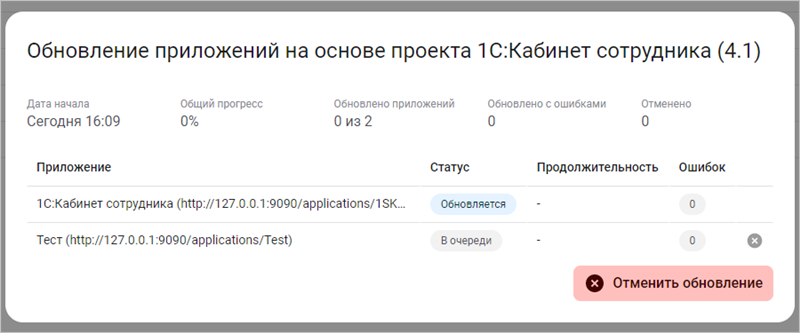 Обновление приложений на основе проекта 1С:Кабинет сотрудника (4.1)
Дата начала Общий прогресс Обновлено приложений Обновлено с ошибками Отменено
Сегодня 16:09 0% 0 из 2 0 0
Приложение Статус Продолжительность Ошибок
1С:Кабинет сотрудника (http://127.0.0.1:9090/applications/1SK... Обновляется - 0
Тест (http://127.0.0.1:9090/applications/Test) В очереди - 0
Отменить обновление